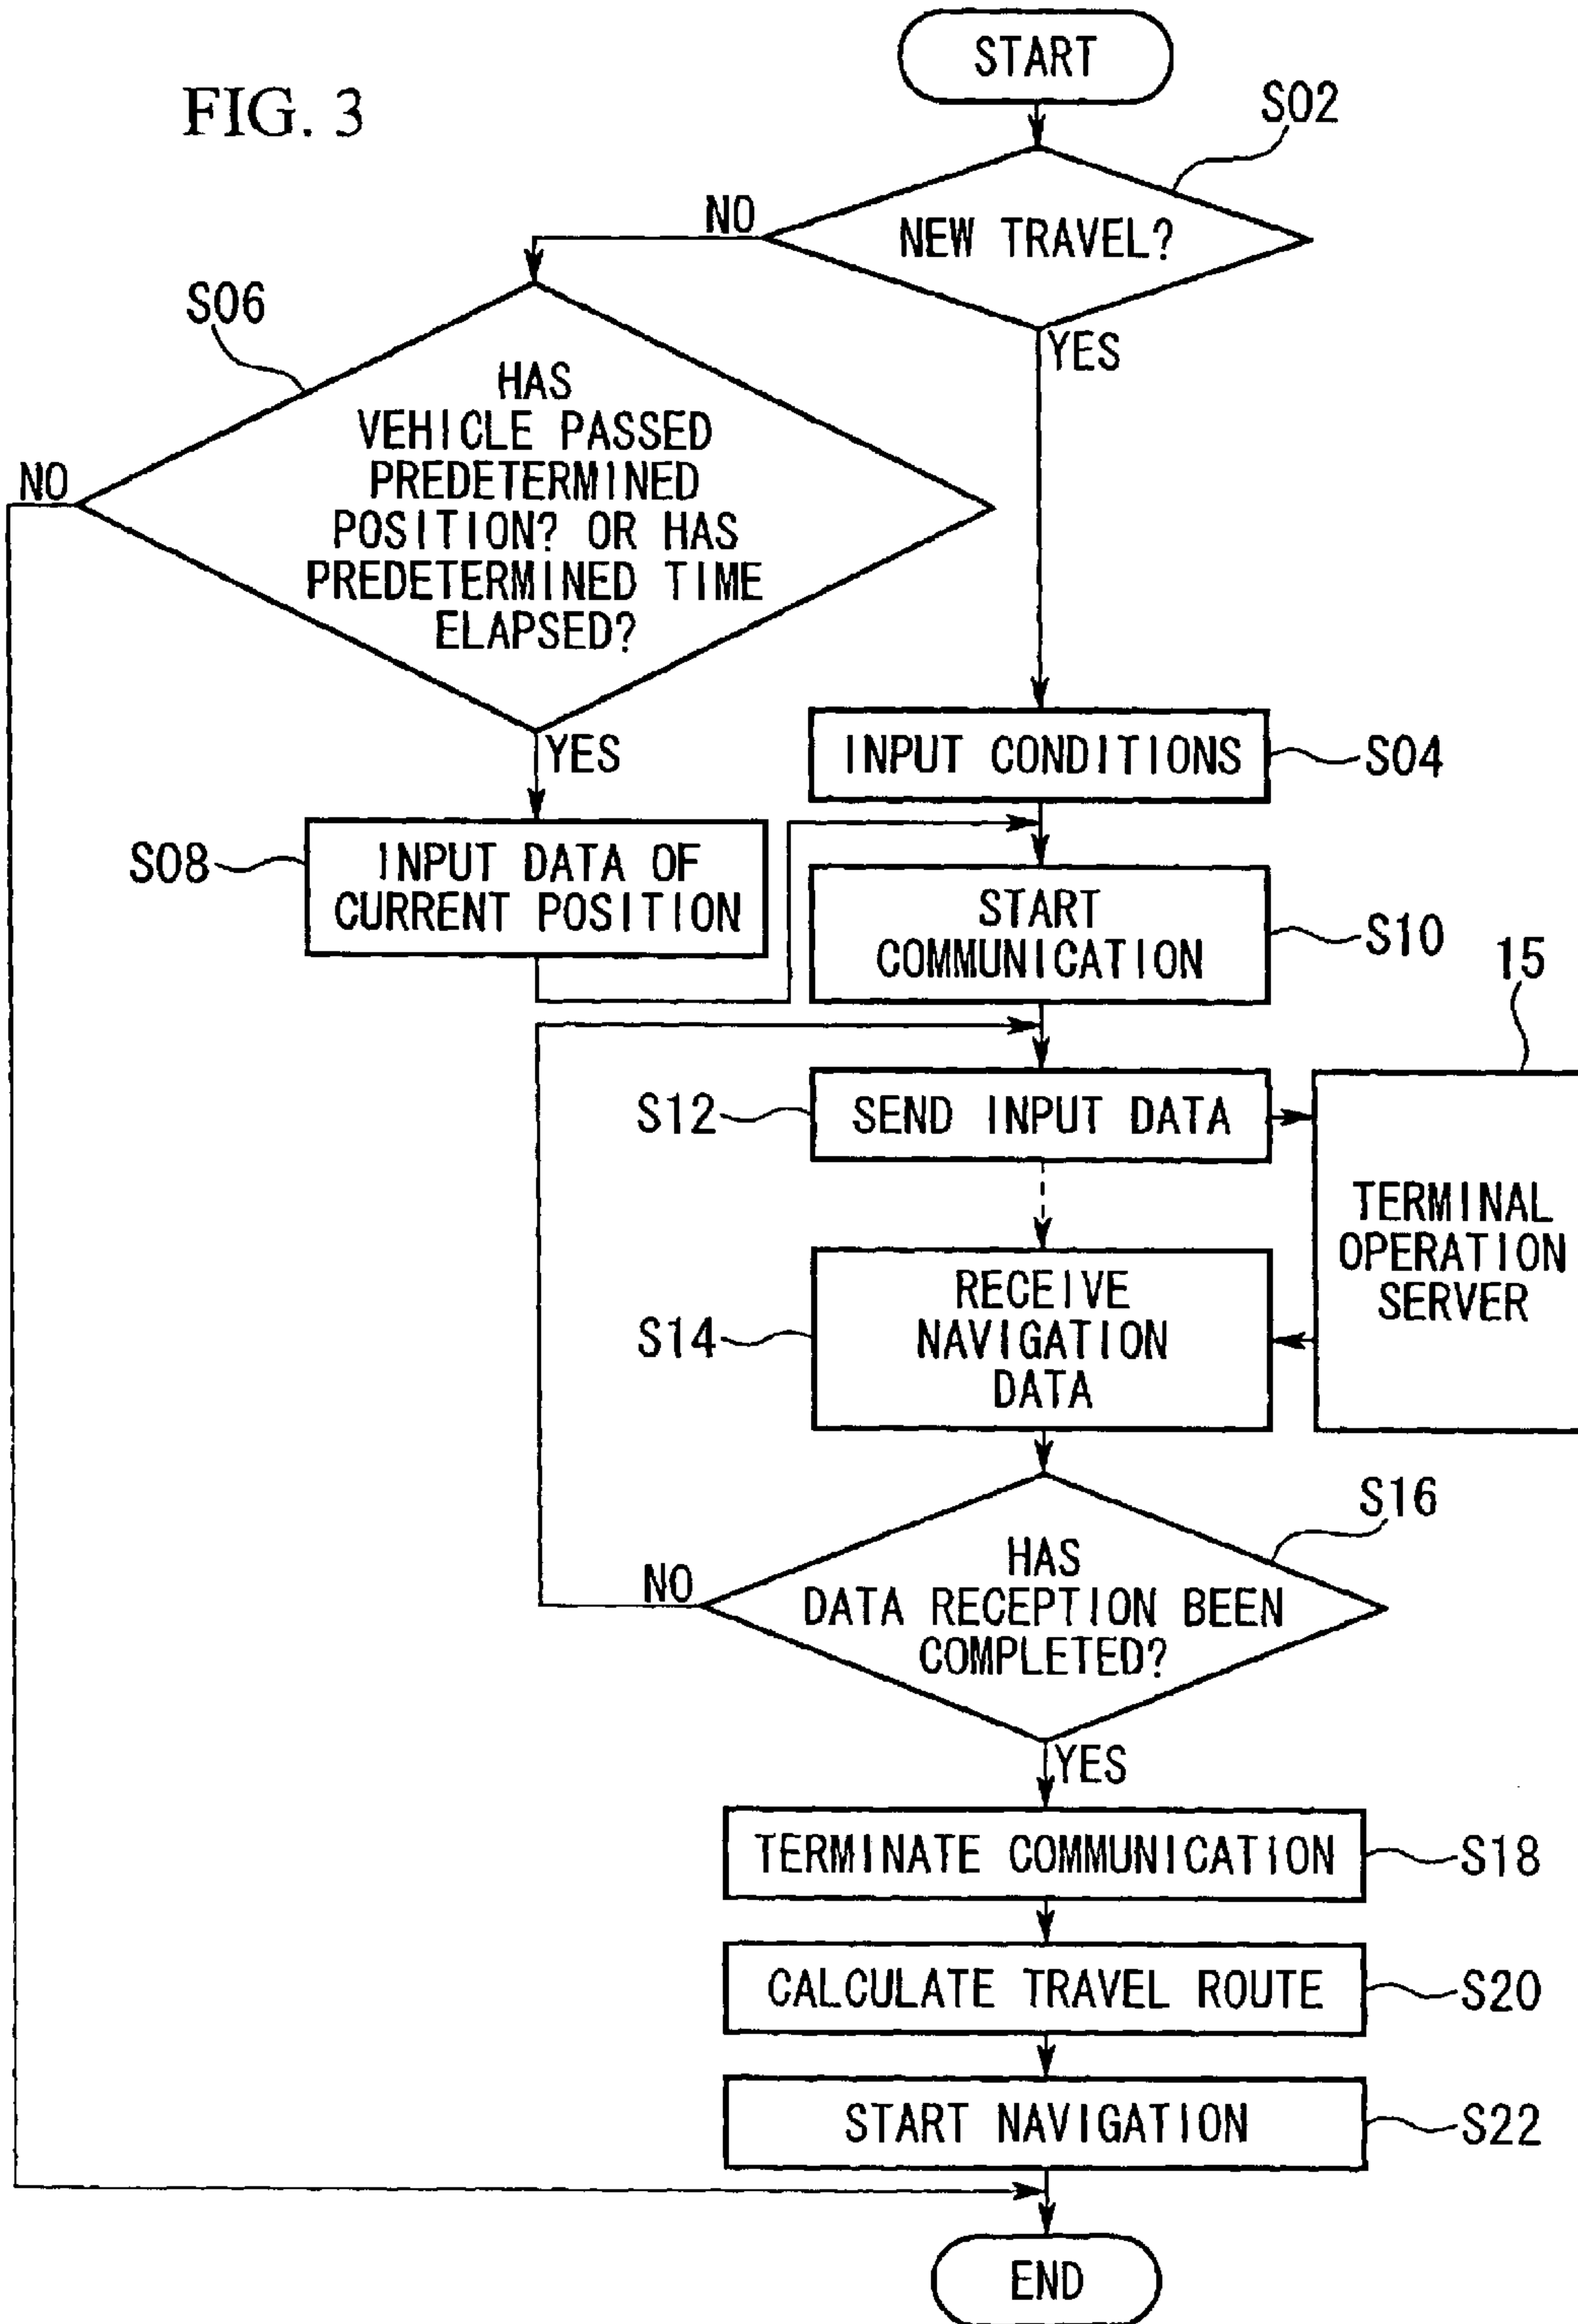 FIG. 3
START
S02
NEW TRAVEL?
NO
YES
S06
HAS
VEHICLE PASSED
PREDETERMINED
POSITION? OR HAS
PREDETERMINED TIME
ELAPSED?
NO
YES
INPUT CONDITIONS
S04
S08
INPUT DATA OF
CURRENT POSITION
START
COMMUNICATION
S10
15
S12
SEND INPUT DATA
TERMINAL
OPERATION
SERVER
S14
RECEIVE
NAVIGATION
DATA
S16
HAS
DATA RECEPTION BEEN
COMPLETED?
NO
YES
TERMINATE COMMUNICATION
S18
CALCULATE TRAVEL ROUTE
S20
START NAVIGATION
S22
END